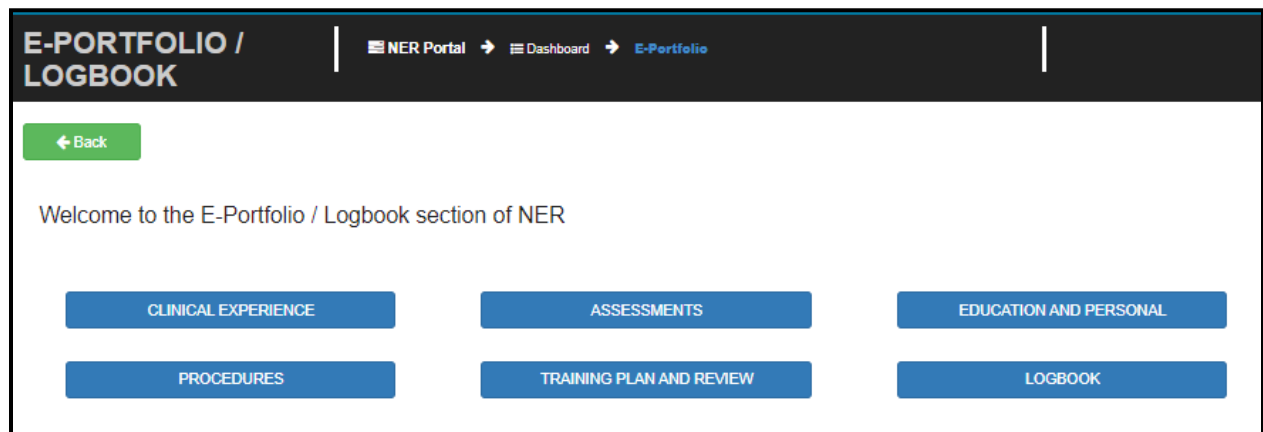 E-PORTFOLIO /
LOGBOOK
NER Portal Dashboard E-Portfolio
Back
Welcome to the E-Portfolio / Logbook section of NER
CLINICAL EXPERIENCE ASSESSMENTS EDUCATION AND PERSONAL
PROCEDURES TRAINING PLAN AND REVIEW LOGBOOK